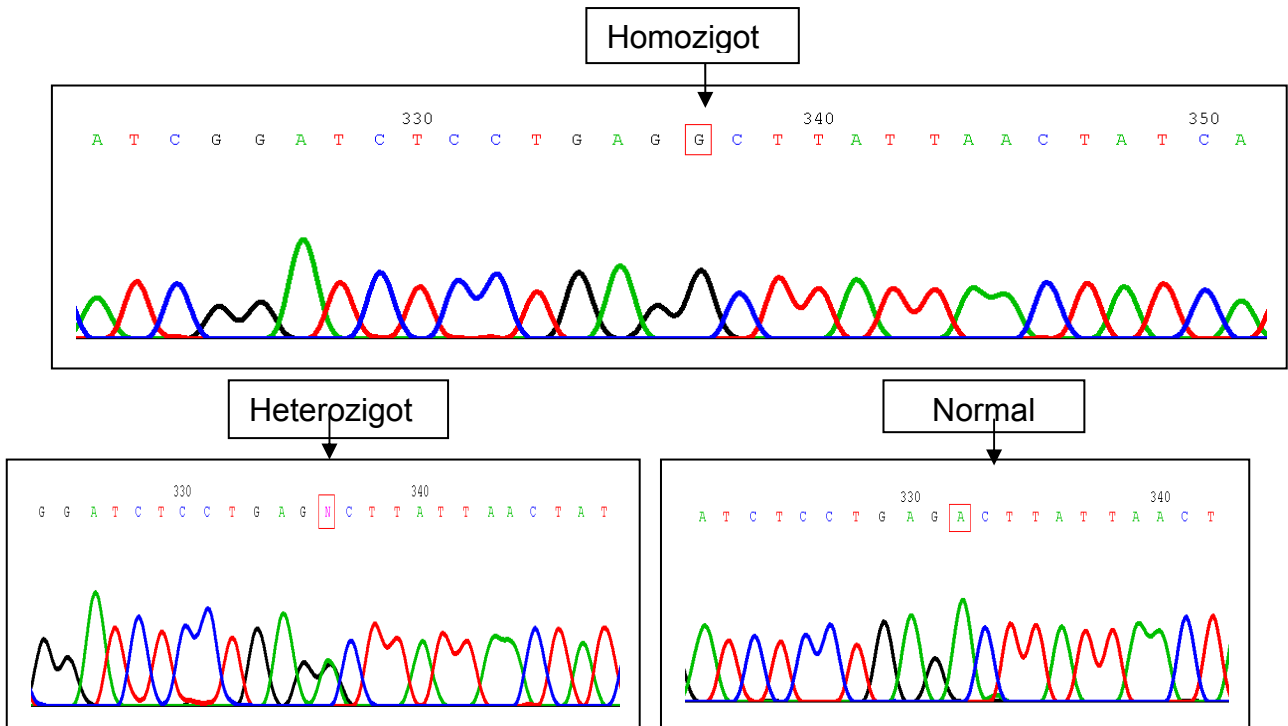 Homozigot
330 340 350
A T C G G A T C T C C T G A G G C T T A T T A A C T A T C A
Heterozigot
330 340
G G A T C T C C T G A G N C T T A T T A A C T A T
Normal
330 340
A T C T C C T G A G A C T T A T T A A C T